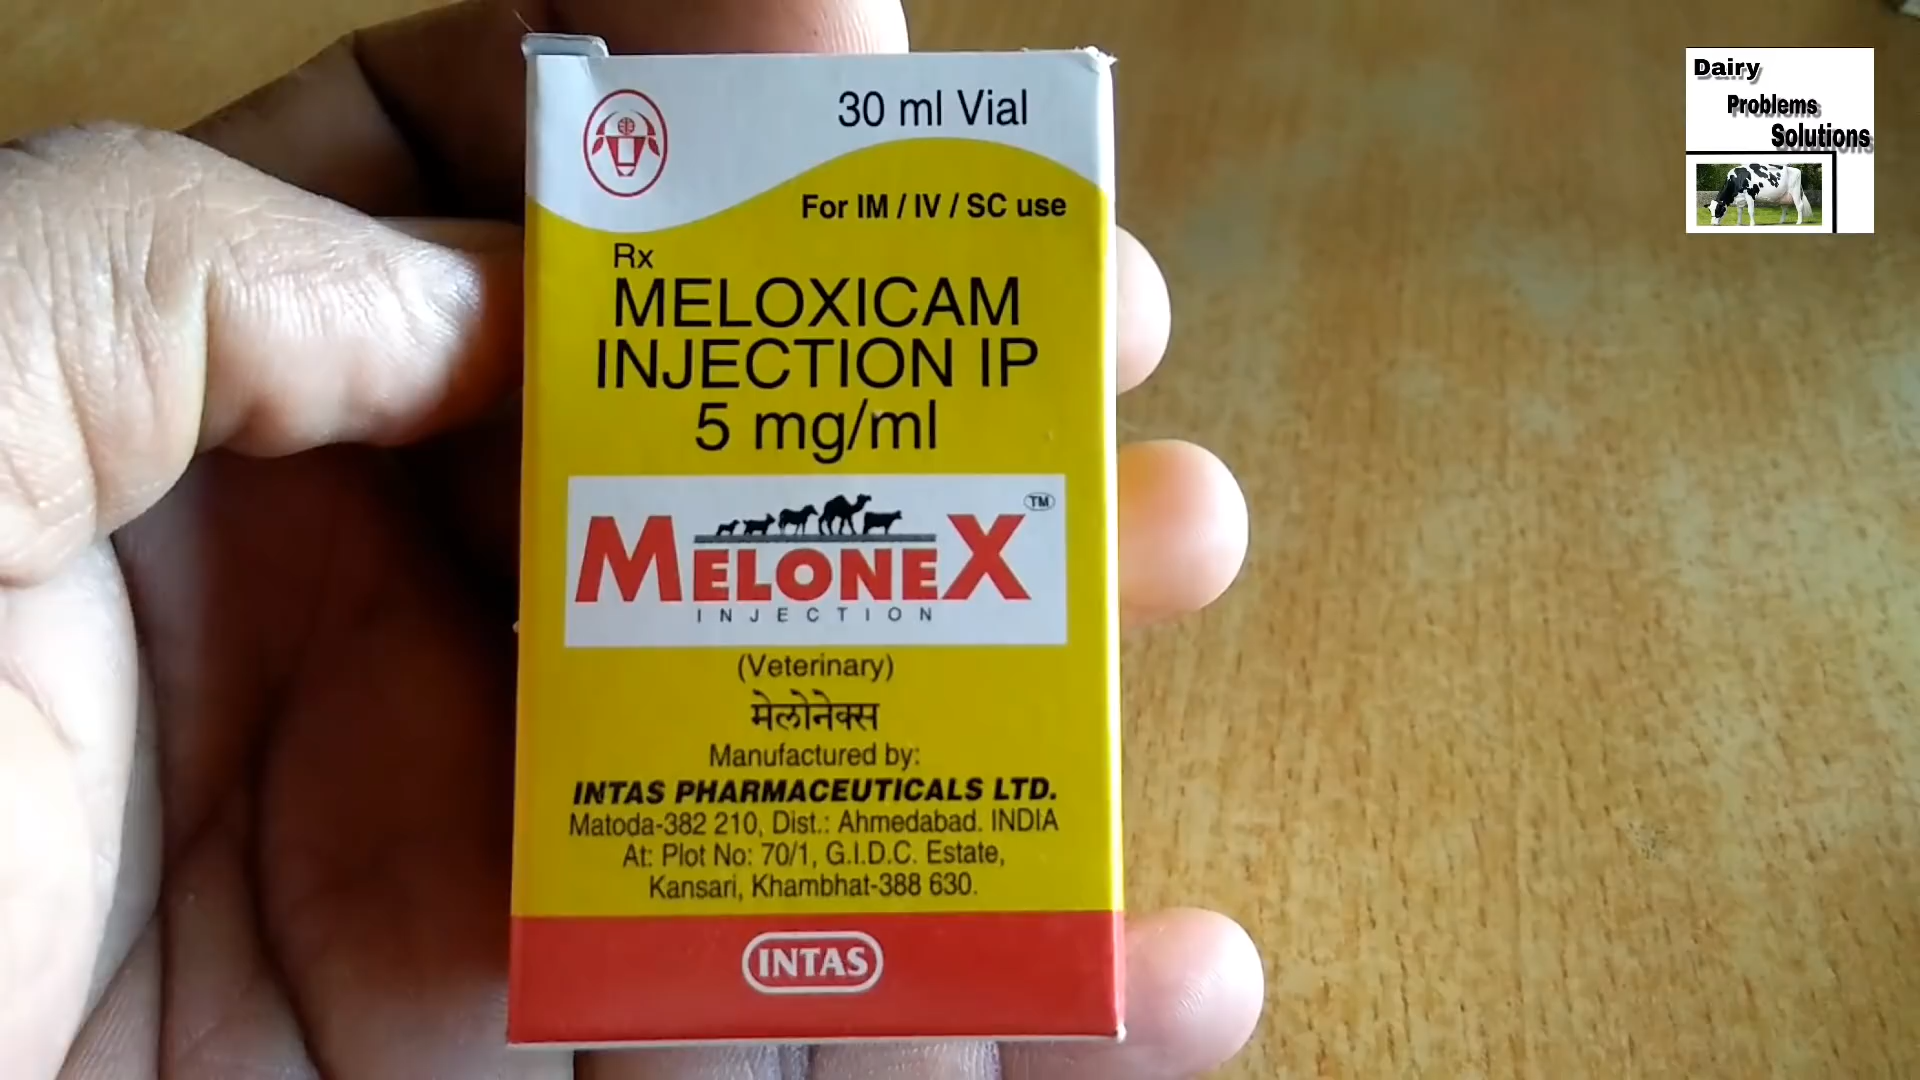 30 ml Vial
For IM / IV / SC use
Rx
MELOXICAM
INJECTION IP
5 mg/ml
MELONEX TM
INJECTION
(Veterinary)
मेलोनेक्स
Manufactured by:
INTAS PHARMACEUTICALS LTD.
Matoda-382 210, Dist.: Ahmedabad. INDIA
At: Plot No: 70/1, G.I.D.C. Estate,
Kansari, Khambhat-388 630.
INTAS
Dairy
Problems
Solutions